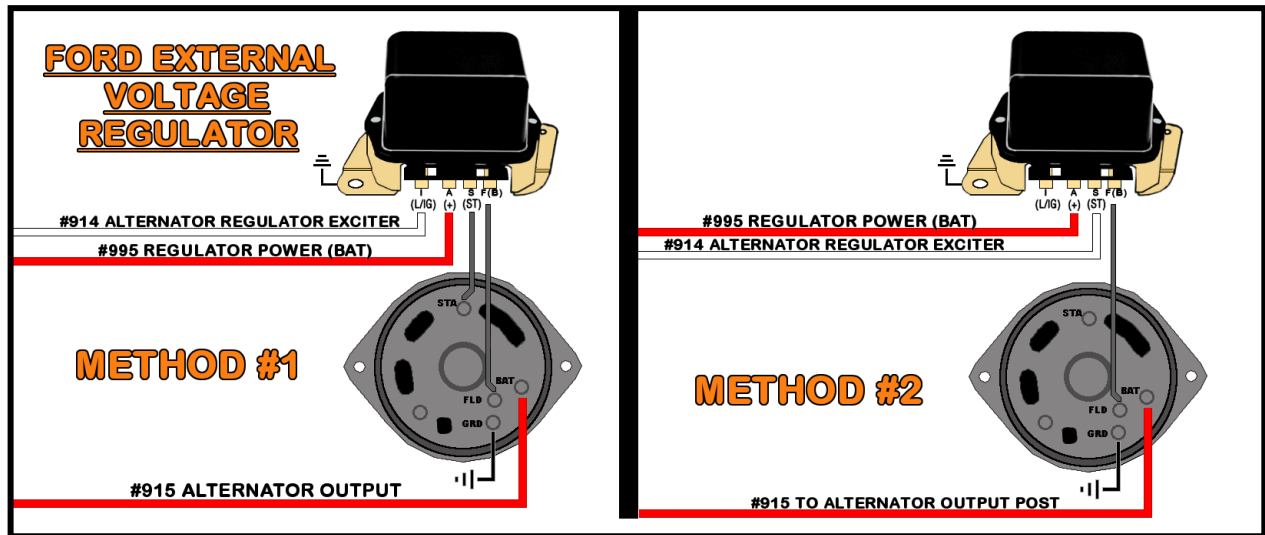 FORD EXTERNAL
VOLTAGE
REGULATOR
I A S F(B)
(L/IG) (+) (ST)
#914 ALTERNATOR REGULATOR EXCITER
#995 REGULATOR POWER (BAT)
STA
METHOD #1
BAT
FLD
GRD
#915 ALTERNATOR OUTPUT
I A S F(B)
(L/IG) (+) (ST)
#995 REGULATOR POWER (BAT)
#914 ALTERNATOR REGULATOR EXCITER
STA
METHOD #2
BAT
FLD
GRD
#915 TO ALTERNATOR OUTPUT POST